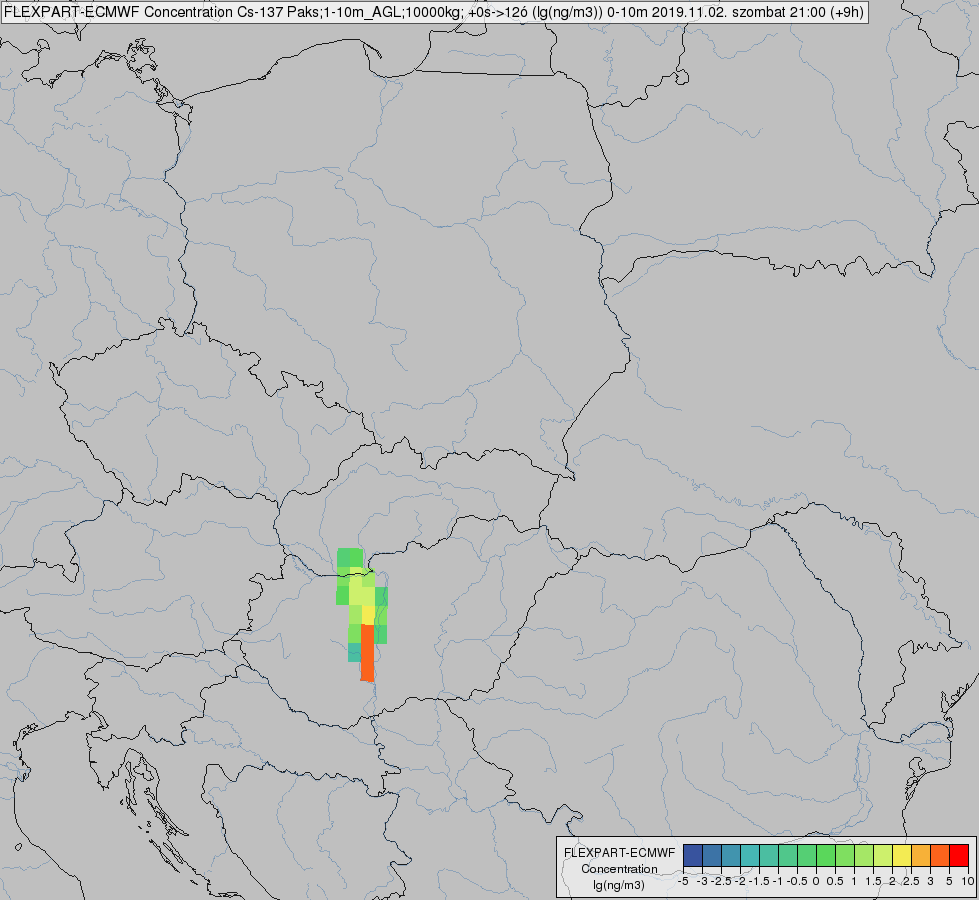 FLEXPART-ECMWF Concentration Cs-137 Paks;1-10m_AGL;10000kg; +0s->12ó (lg(ng/m3)) 0-10m 2019.11.02. szombat 21:00 (+9h)
FLEXPART-ECMWF
Concentration
lg(ng/m3)
-5 -3 -2.5 -2 -1.5 -1 -0.5 0 0.5 1 1.5 2 2.5 3 5 10